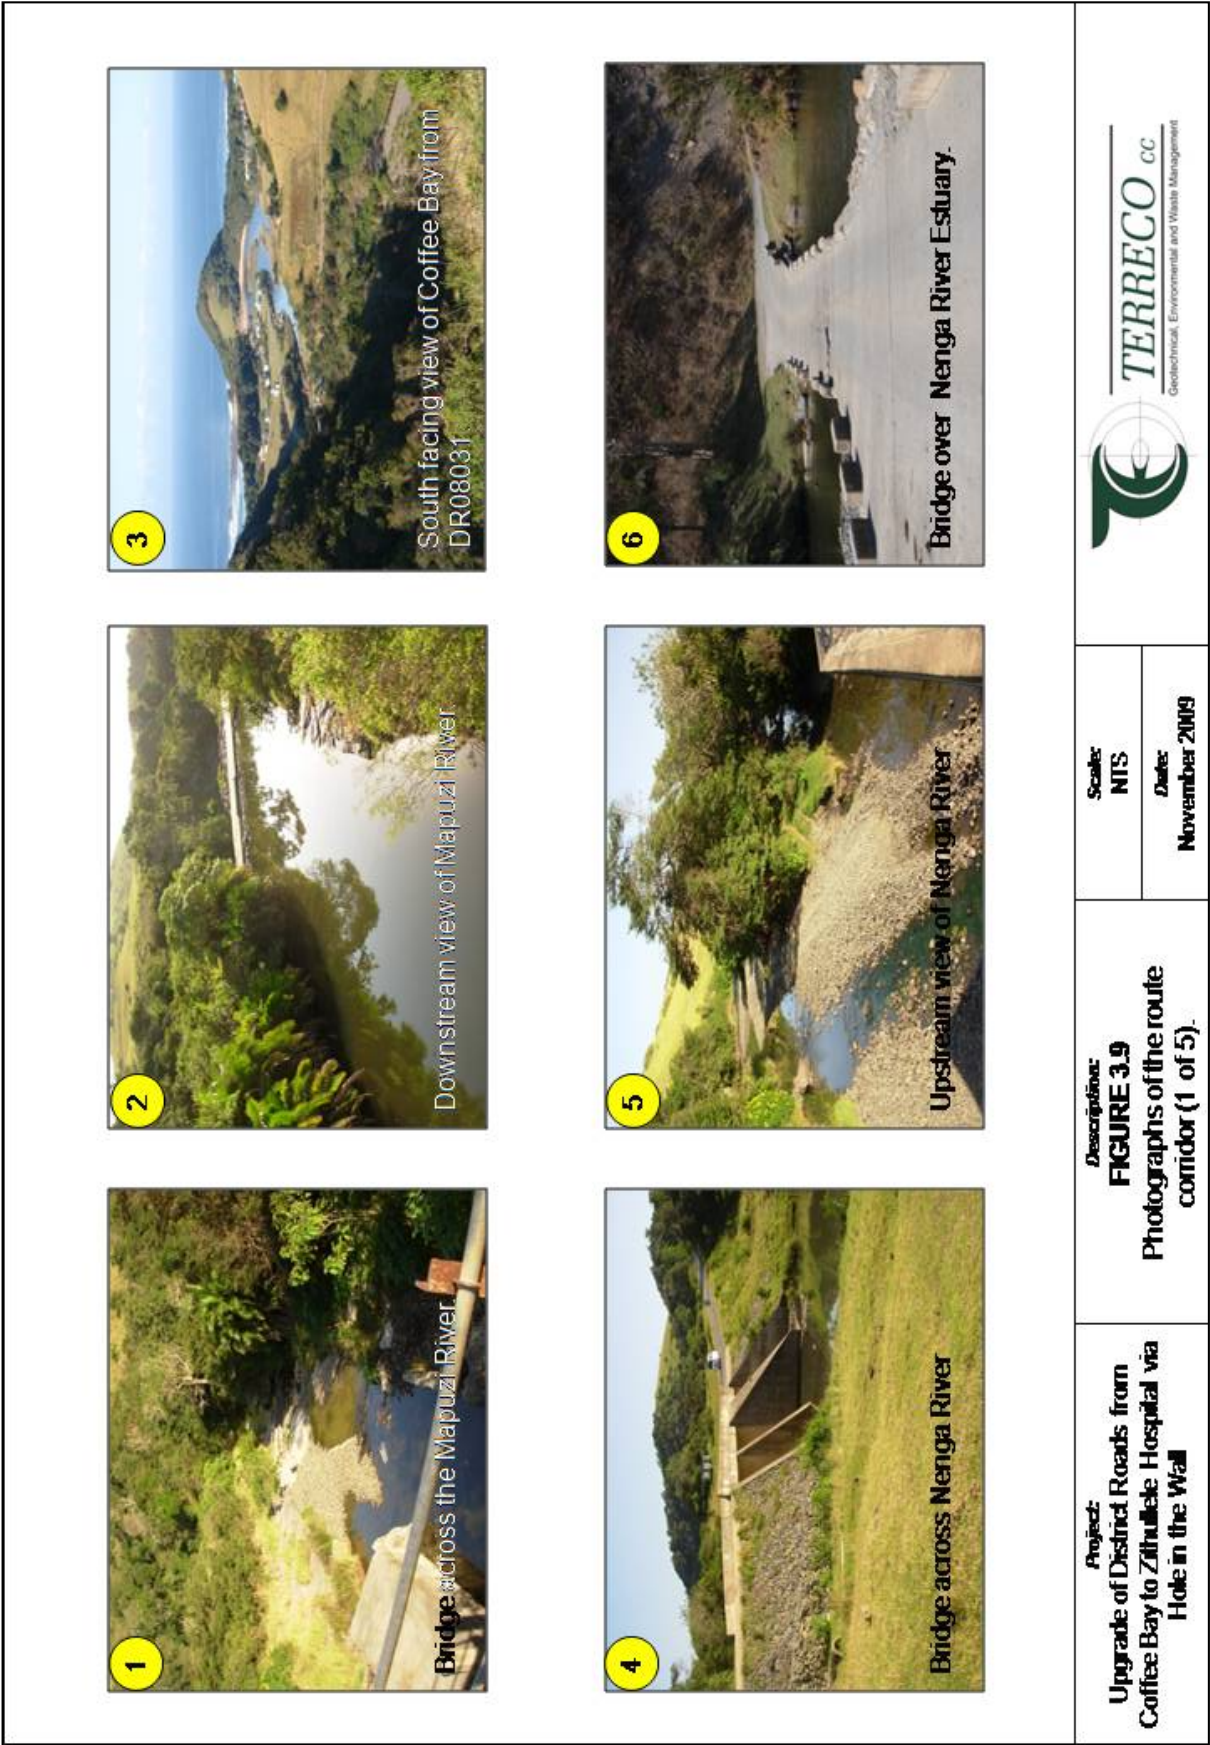 1
Bridge across the Mapuzi River.
2
Downstream view of Mapuzi River.
3
South facing view of Coffee Bay from
DR08031
4
Bridge across Nenga River
5
Upstream view of Nenga River
6
Bridge over Nenga River Estuary.
Project:
Upgrade of District Roads from
Coffee Bay to Zithullele Hospital via
Hole in the Wall
Description:
FIGURE 3.9
Photographs of the route
corridor (1 of 5).
Scale:
NTS
Date:
November 2009
TERRECO cc
Geotechnical, Environmental and Waste Management